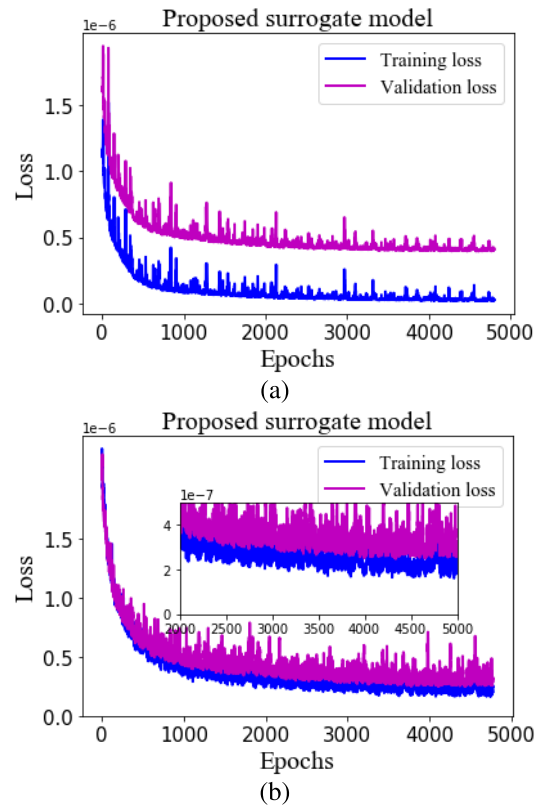 Proposed surrogate model
1e−6
Training loss
Validation loss
1.5
1.0
0.5
0.0
Loss
0 1000 2000 3000 4000 5000
Epochs
(a)
Proposed surrogate model
1e−6
Training loss
Validation loss
1e−7
4
2
0
2000 2500 3000 3500 4000 4500 5000
1.5
1.0
0.5
0.0
Loss
0 1000 2000 3000 4000 5000
Epochs
(b)